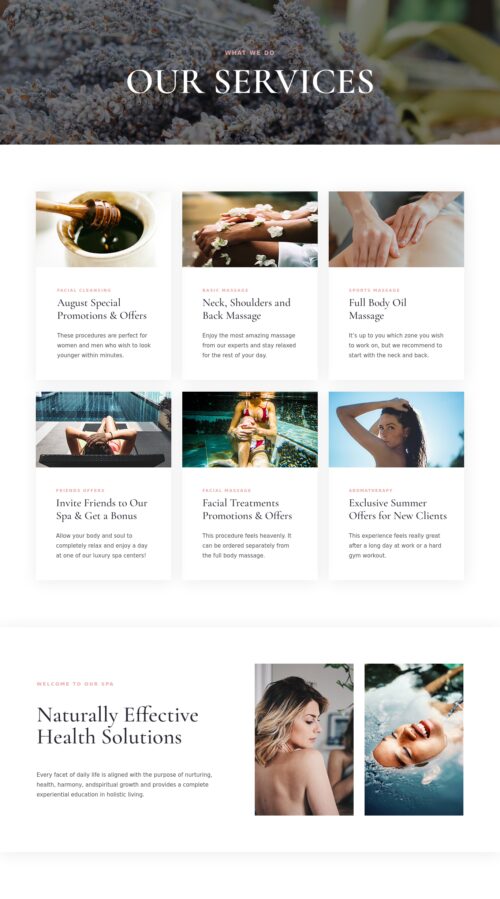 WHAT WE DO
OUR SERVICES
FACIAL CLEANSING
August Special
Promotions & Offers
These procedures are perfect for
women and men who wish to look
younger within minutes.
BASIC MASSAGE
Neck, Shoulders and
Back Massage
Enjoy the most amazing massage
from our experts and stay relaxed
for the rest of your day.
SPORTS MASSAGE
Full Body Oil
Massage
It's up to you which zone you wish
to work on, but we recommend to
start with the neck and back.
FRIENDS OFFERS
Invite Friends to Our
Spa & Get a Bonus
Allow your body and soul to
completely relax and enjoy a day
at one of our luxury spa centers!
FACIAL MASSAGE
Facial Treatments
Promotions & Offers
This procedure feels heavenly. It
can be ordered separately from
the full body massage.
AROMATHERAPY
Exclusive Summer
Offers for New Clients
This experience feels really great
after a long day at work or a hard
gym workout.
WELCOME TO OUR SPA
Naturally Effective
Health Solutions
Every facet of daily life is aligned with the purpose of nurturing,
health, harmony, andspiritual growth and provides a complete
experiential education in holistic living.